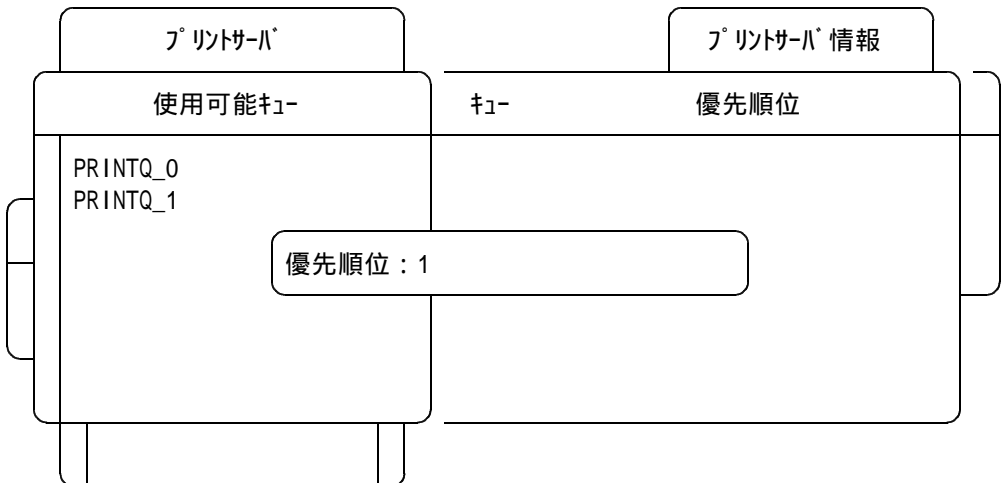 ﾌﾟﾘﾝﾄｻｰﾊﾞ
ﾌﾟﾘﾝﾄｻｰﾊﾞ情報
使用可能ｷｭｰ
ｷｭｰ 優先順位
PRINTQ_0
PRINTQ_1
優先順位：1